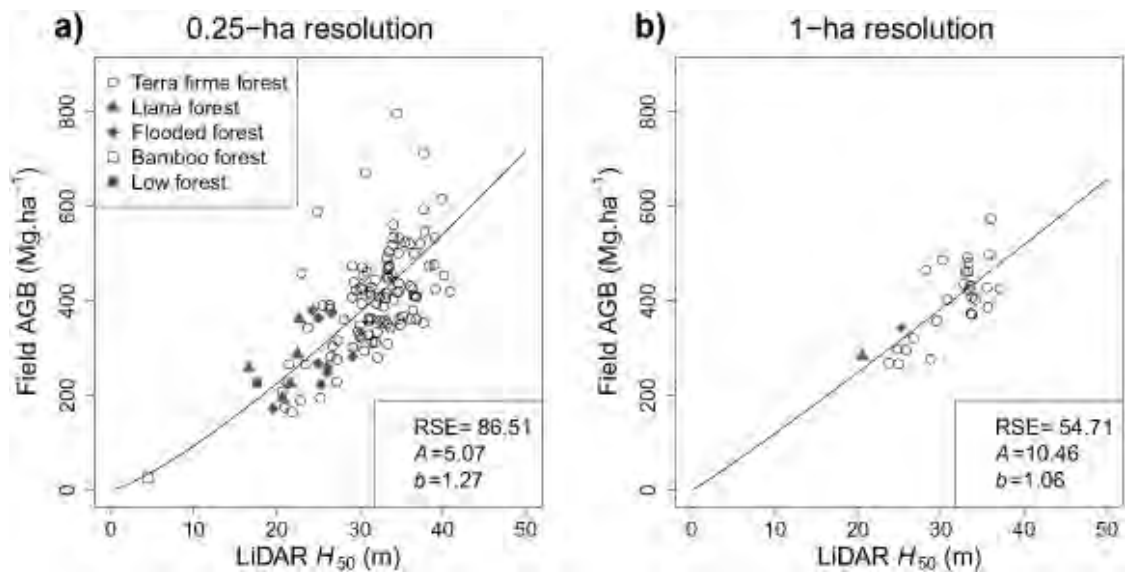 a) 0.25−ha resolution
Terra firme forest
Liana forest
Flooded forest
Bamboo forest
Low forest
Field AGB (Mg.ha−1)
800
600
400
200
0
RSE= 86.51
A=5.07
b=1.27
0 10 20 30 40 50
LiDAR H50 (m)
b) 1−ha resolution
Field AGB (Mg.ha−1)
800
600
400
200
0
RSE= 54.71
A=10.46
b=1.06
0 10 20 30 40 50
LiDAR H50 (m)